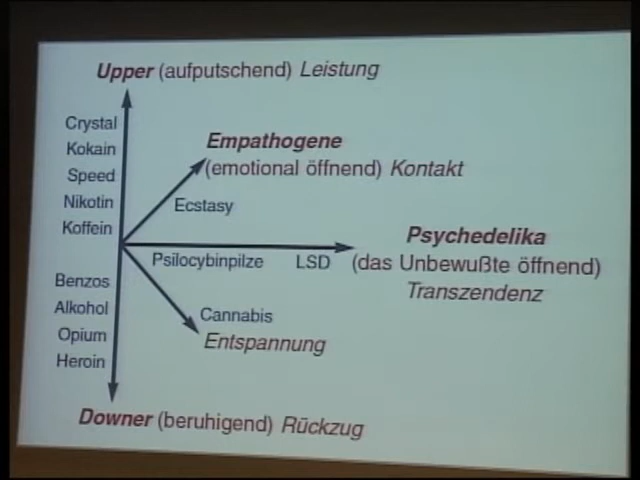 Upper (aufputschend) Leistung
Crystal
Kokain
Speed
Nikotin
Koffein
Empathogene
(emotional öffnend) Kontakt
Ecstasy
Psychedelika
(das Unbewußte öffnend)
Transzendenz
Psilocybinpilze LSD
Benzos
Alkohol
Opium
Heroin
Cannabis
Entspannung
Downer (beruhigend) Rückzug